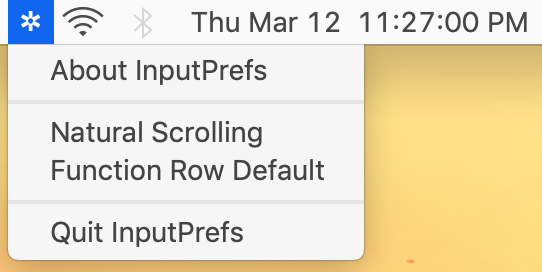 Thu Mar 12 11:27:00 PM
About InputPrefs
Natural Scrolling
Function Row Default
Quit InputPrefs